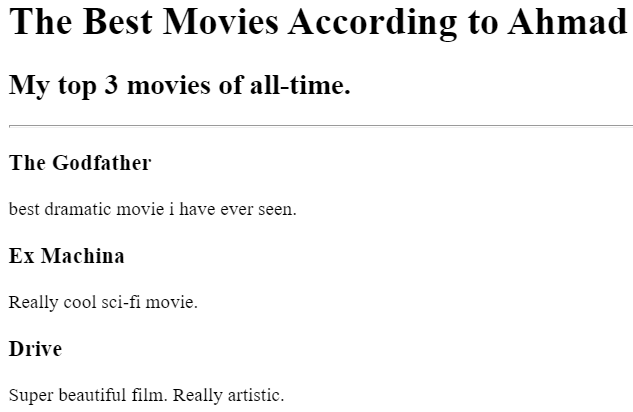 The Best Movies According to Ahmad
My top 3 movies of all-time.
The Godfather
best dramatic movie i have ever seen.
Ex Machina
Really cool sci-fi movie.
Drive
Super beautiful film. Really artistic.